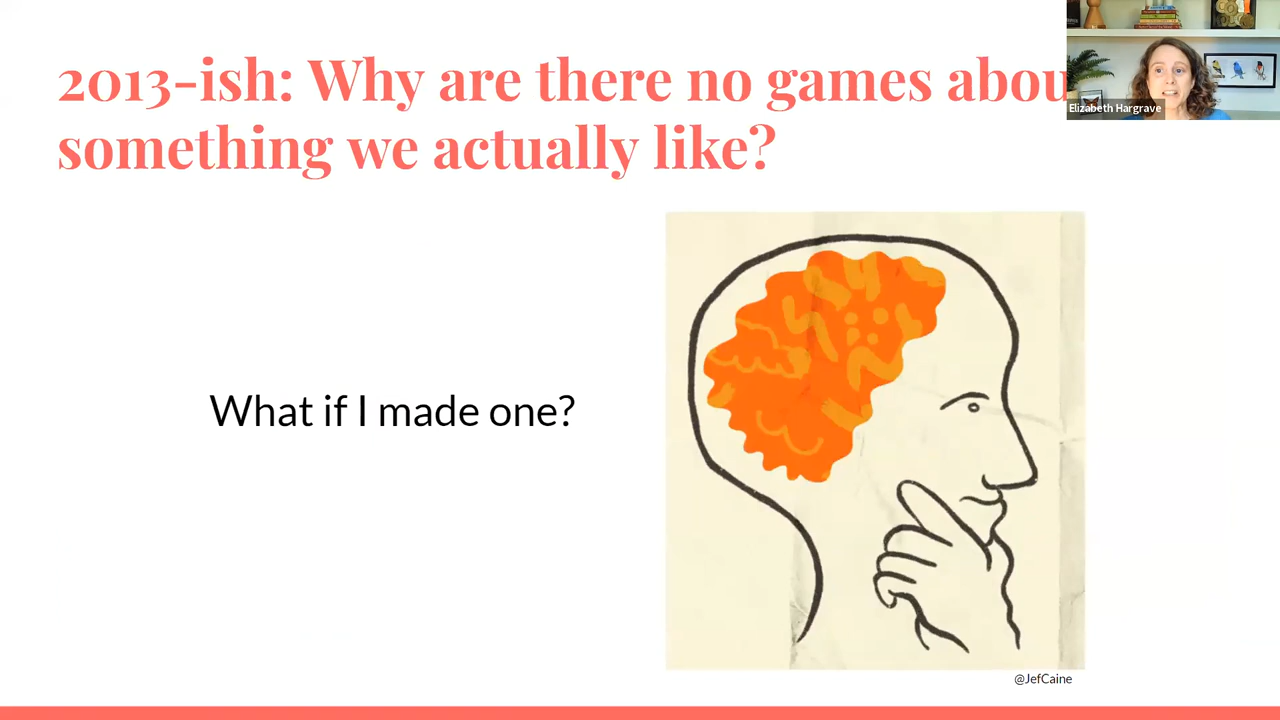 2013-ish: Why are there no games abou
something we actually like?
Elizabeth Hargrave
What if I made one?
@JefCaine